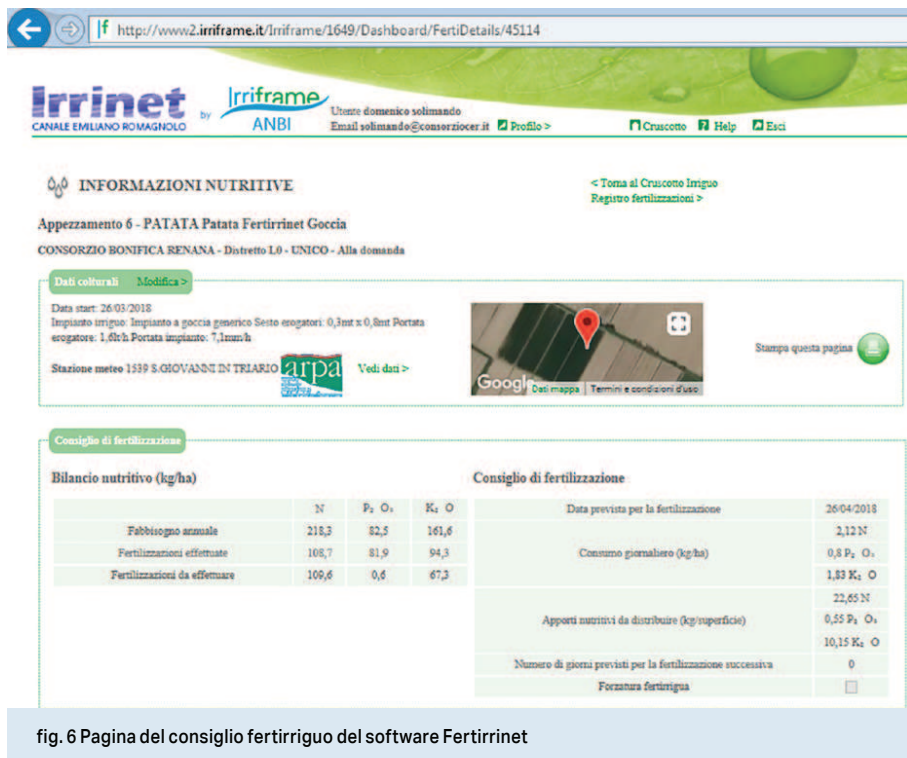 http://www2.irriframe.it/Irriframe/1649/Dashboard/FertiDetails/45114
Irrinet
CANALE EMILIANO ROMAGNOLO
by
Irriframe
ANBI
Utente domenico solimando
Email solimando@consorziocer.it Profilo >
Cruscotto Help Esci
INFORMAZIONI NUTRITIVE
< Torna al Cruscotto Irriguo
Registro fertilizzazioni >
Appezzamento 6 - PATATA Patata Fertirrinet Goccia
CONSORZIO BONIFICA RENANA - Distretto L0 - UNICO - Alla domanda
Dati colturali Modifica >
Data start: 26/03/2018
Impianto irriguo: Impianto a goccia generico Sesto erogatori: 0,3mt x 0,8mt Portata
erogatore: 1,6lt/h Portata impianto: 7,1mm/h
Stazione meteo 1539 S.GIOVANNI IN TRIARIO arpa Vedi dati >
Google Dati mappa Termini e condizioni d'uso
Stampa questa pagina
Consiglio di fertilizzazione
Bilancio nutritivo (kg/ha)
N P₂ O₅ K₂ O
Fabbisogno annuale 218,3 82,5 161,6
Fertilizzazioni effettuate 108,7 81,9 94,3
Fertilizzazioni da effettuare 109,6 0,6 67,3
Consiglio di fertilizzazione
Data prevista per la fertilizzazione 26/04/2018
Consumo giornaliero (kg/ha)
2,12 N
0,8 P₂ O₅
1,83 K₂ O
Apporti nutritivi da distribuire (kg/superficie)
22,65 N
0,55 P₂ O₅
10,15 K₂ O
Numero di giorni previsti per la fertilizzazione successiva 0
Forzatura fertirrigua
fig. 6 Pagina del consiglio fertirriguo del software Fertirrinet